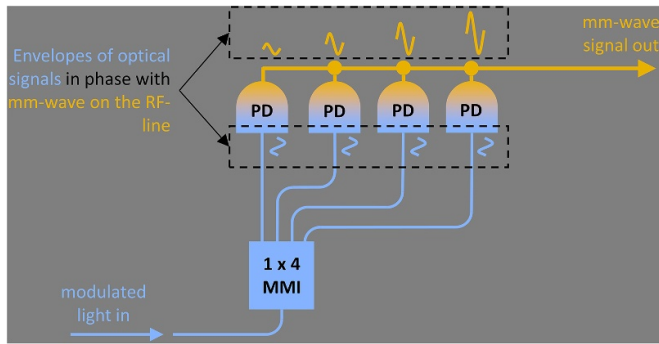 mm-wave
signal out
Envelopes of optical
signals in phase with
mm-wave on the RF-
line
PD PD PD PD
1 x 4
MMI
modulated
light in